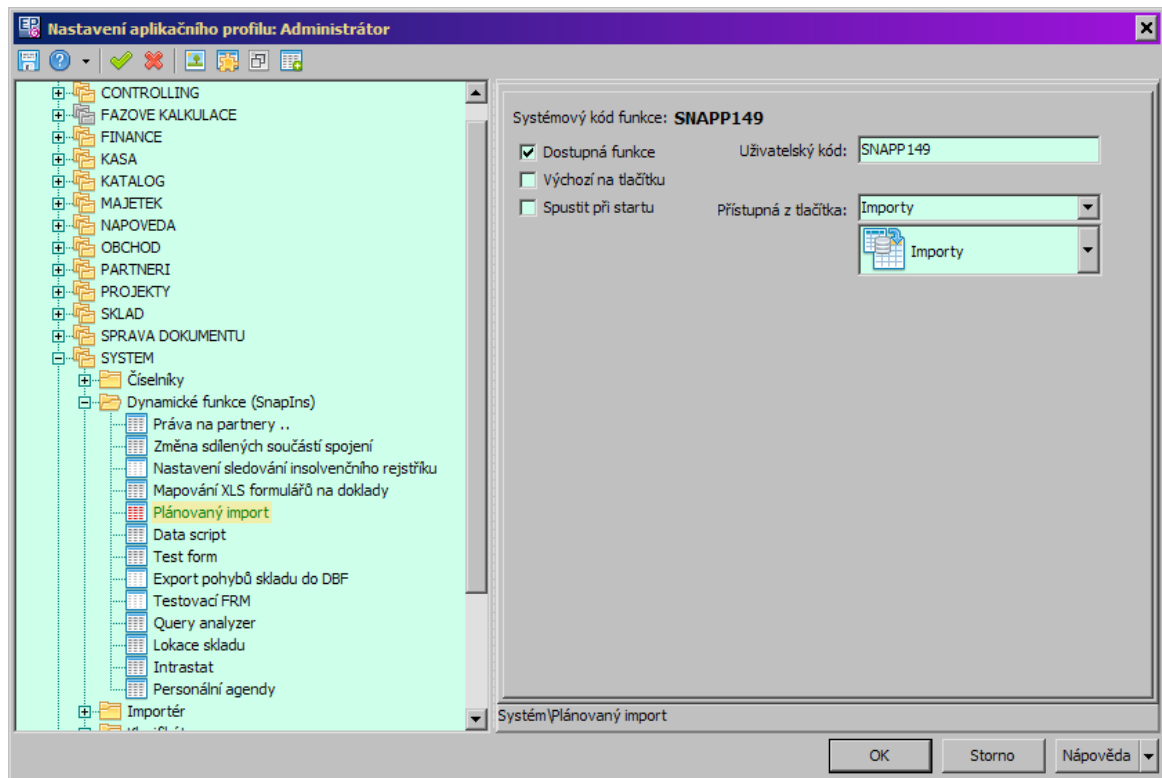 Nastavení aplikačního profilu: Administrátor
CONTROLLING
FAZOVE KALKULACE
FINANCE
KASA
KATALOG
MAJETEK
NAPOVEDA
OBCHOD
PARTNERI
PROJEKTY
SKLAD
SPRAVA DOKUMENTU
SYSTEM
Číselníky
Dynamické funkce (SnapIns)
Práva na partnery ..
Změna sdílených součástí spojení
Nastavení sledování insolvenčního rejstříku
Mapování XLS formulářů na doklady
Plánovaný import
Data script
Test form
Export pohybů skladu do DBF
Testovací FRM
Query analyzer
Lokace skladu
Intrastat
Personální agendy
Importér
Systémový kód funkce: SNAPP149
Dostupná funkce
Uživatelský kód: SNAPP149
Výchozí na tlačítku
Spustit při startu
Přístupná z tlačítka: Importy
Importy
Systém\Plánovaný import
OK Storno Nápověda